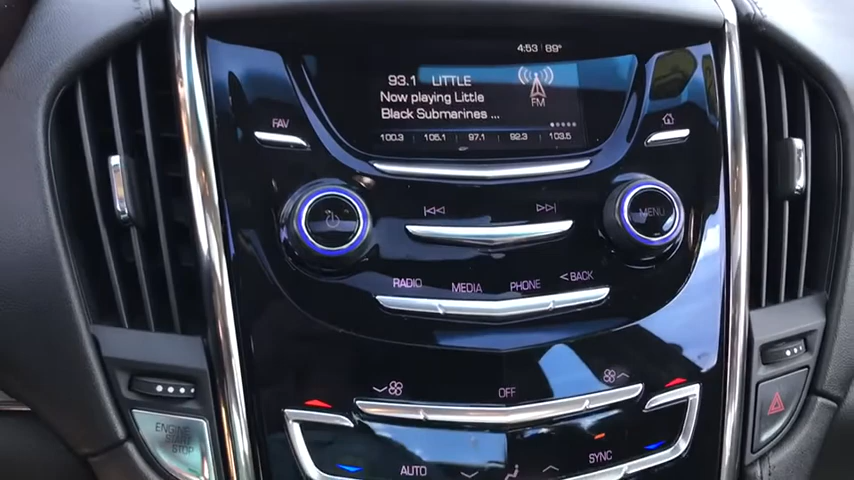 4:53 89°
93.1 LITTLE
Now playing Little
Black Submarines ...
FM
100.3 105.1 97.1 92.3 103.5
FAV
MENU
RADIO MEDIA PHONE BACK
OFF
AUTO SYNC
ENGINE
START
STOP